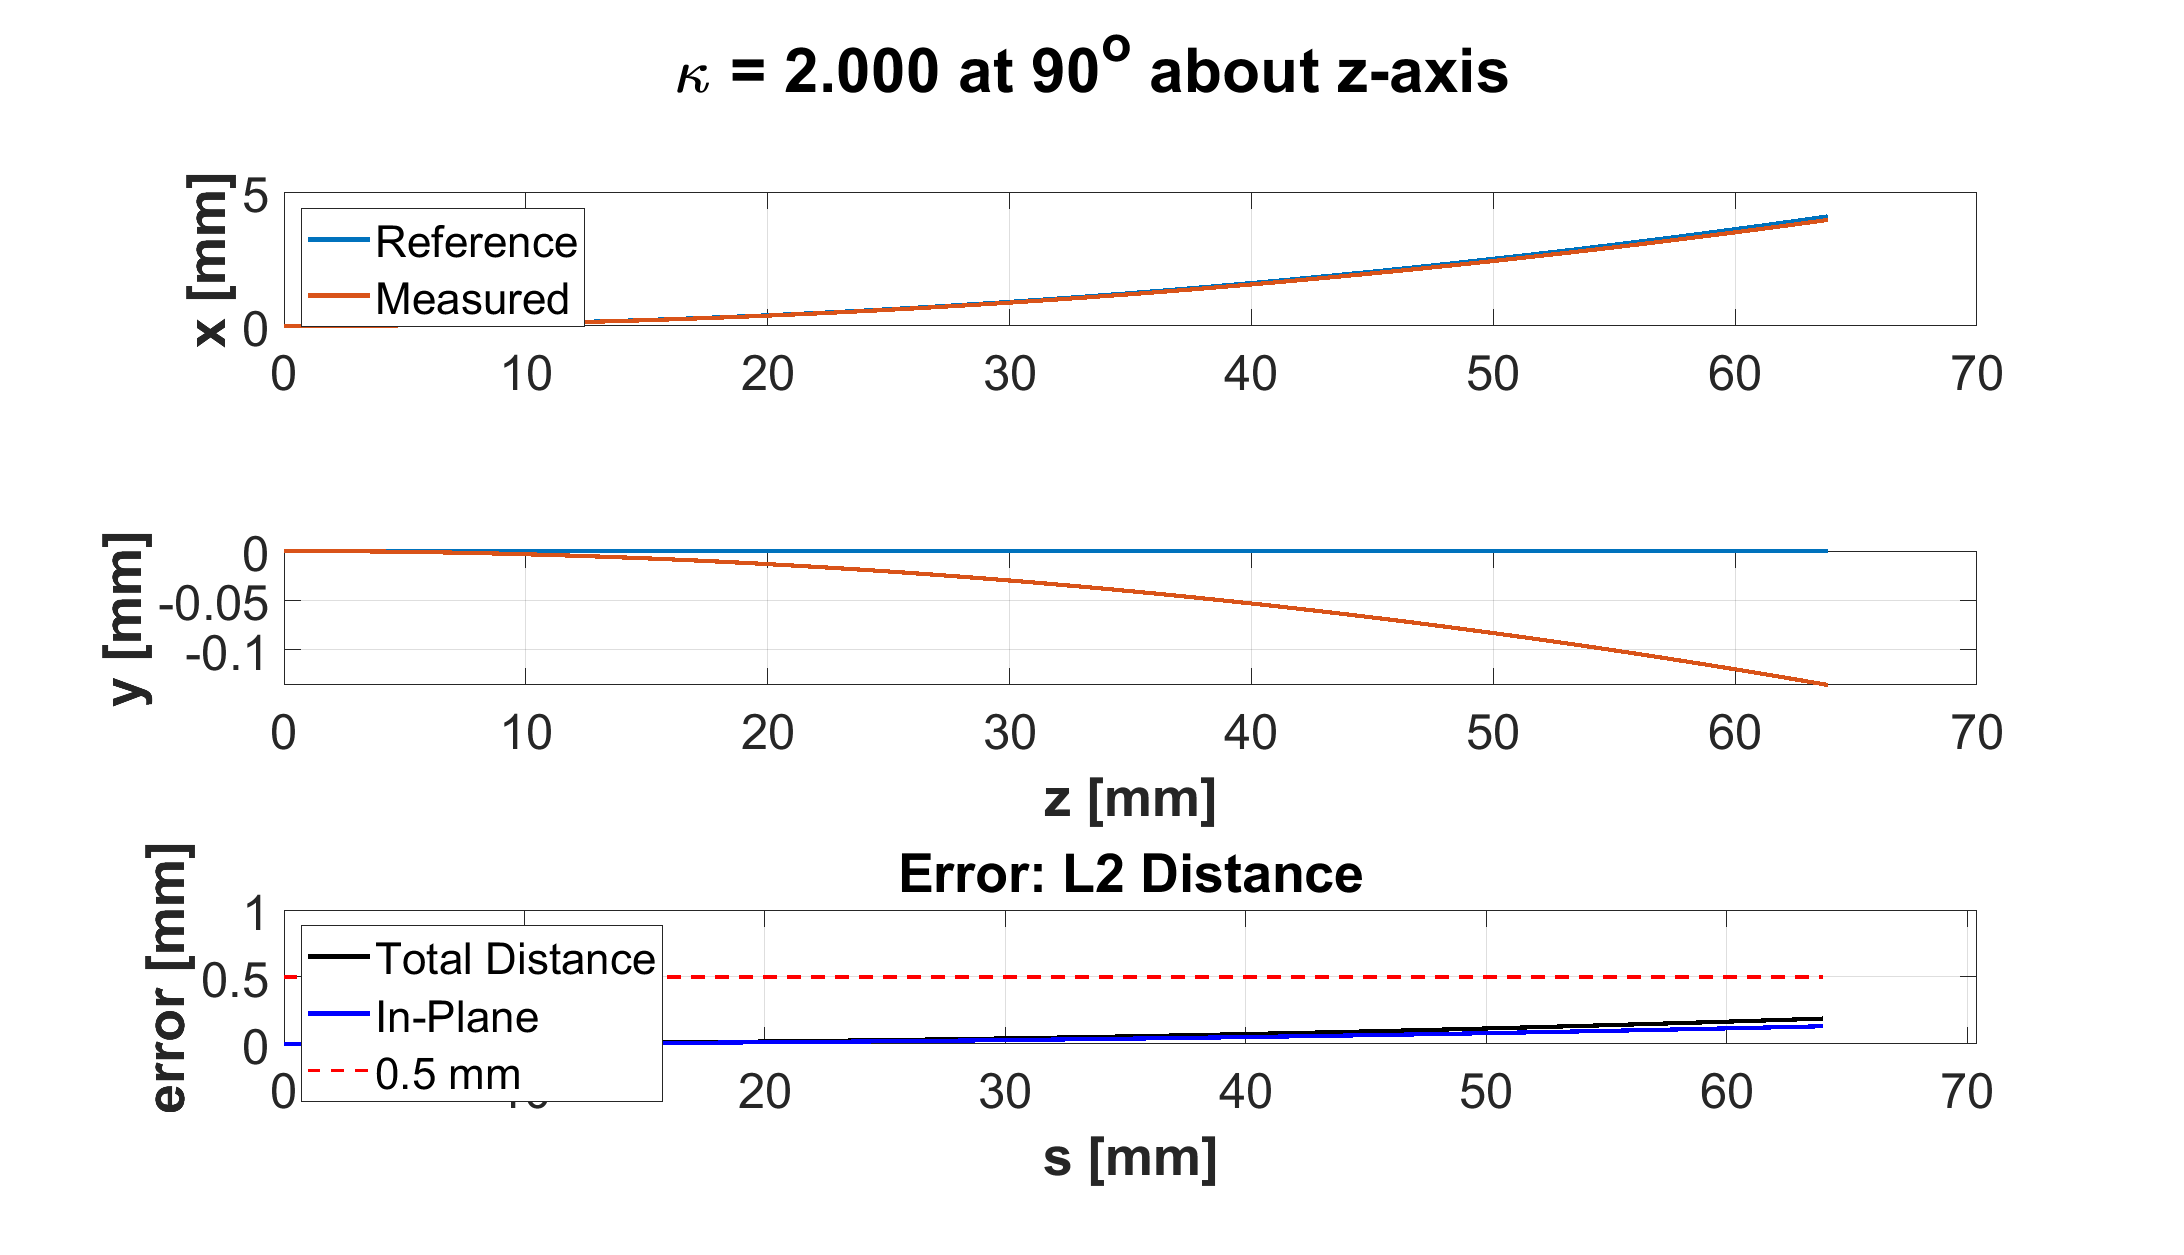 κ = 2.000 at 90° about z-axis
x [mm]
5
0
Reference
Measured
0 10 20 30 40 50 60 70
y [mm]
0
-0.05
-0.1
0 10 20 30 40 50 60 70
z [mm]
Error: L2 Distance
error [mm]
1
0.5
0
Total Distance
In-Plane
0.5 mm
0 20 30 40 50 60 70
s [mm]